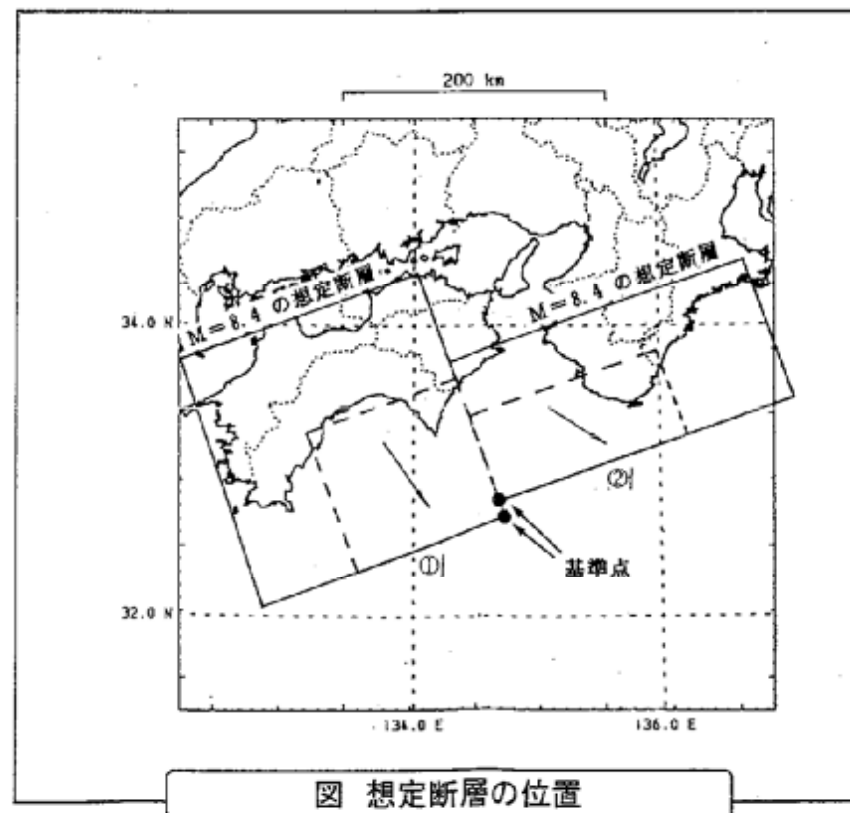 200 km
M=8.4 の想定断層
M=8.4 の想定断層
34.0 N
②
①
基準点
32.0 N
134.0 E
136.0 E
図 想定断層の位置